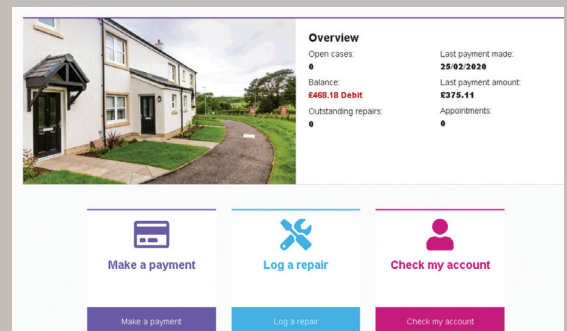 Overview
Open cases:
0
Last payment made:
25/02/2020
Balance:
£468.18 Debit
Last payment amount:
£375.11
Outstanding repairs:
0
Appointments:
0
Make a payment
Log a repair
Check my account
Make a payment
Log a repair
Check my account